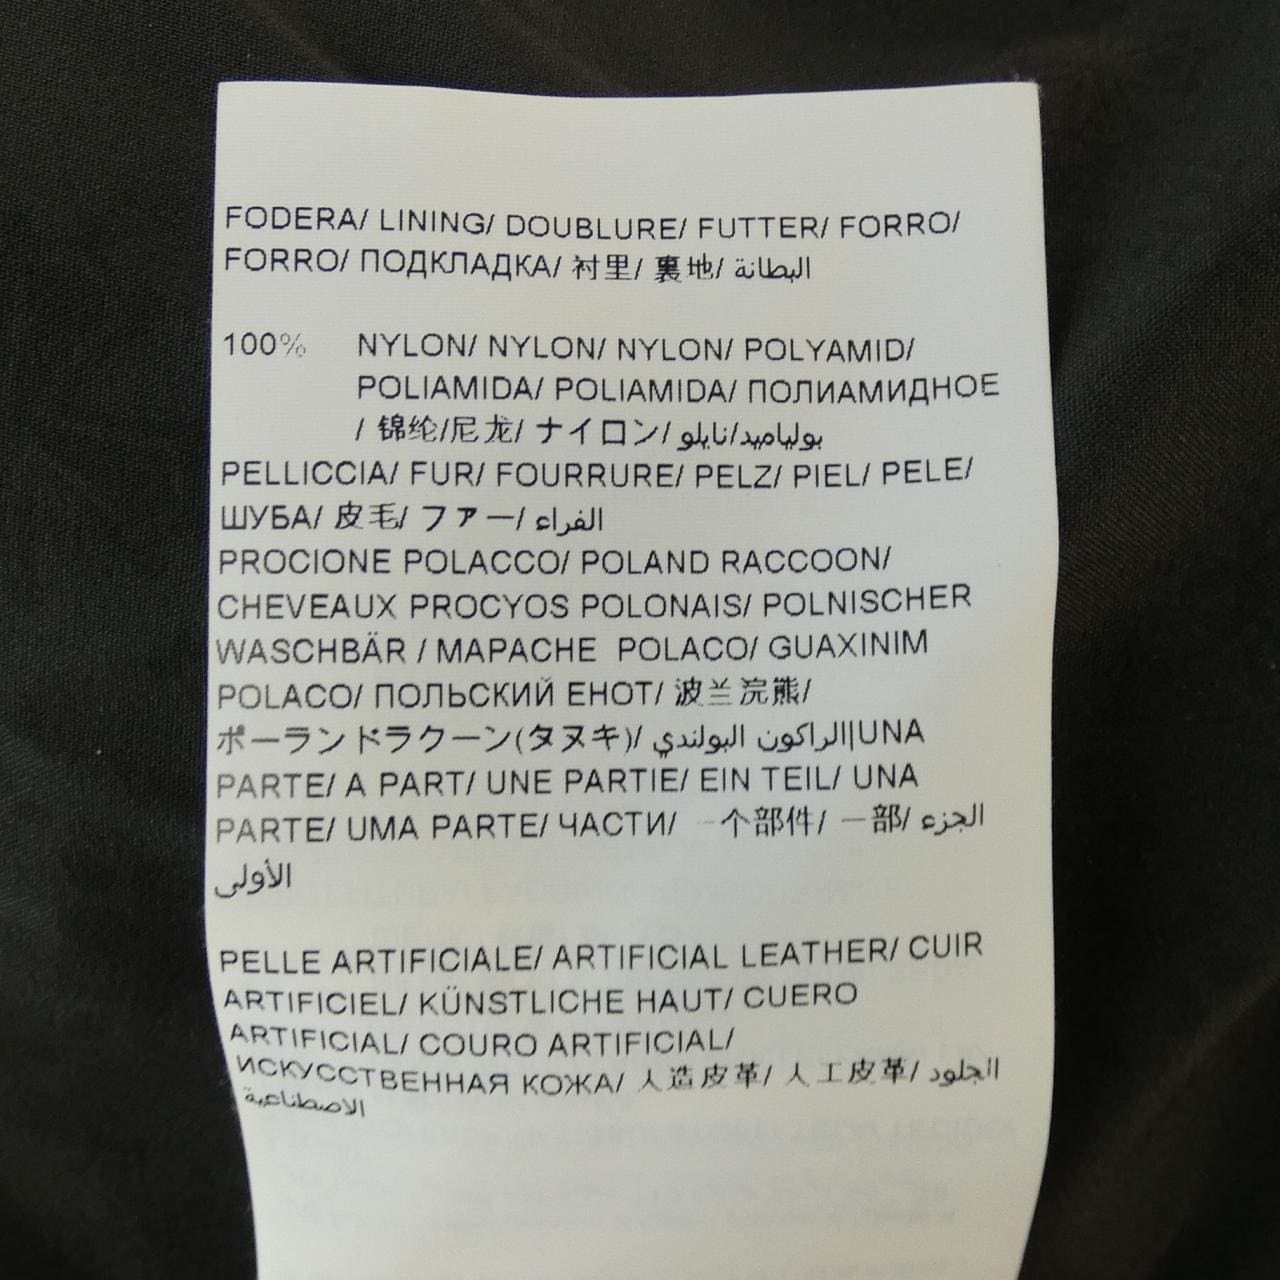 FODERA/ LINING/ DOUBLURE/ FUTTER/ FORRO/
FORRO/ ПОДКЛАДКА/ 衬里/ 裏地/ البطانة
100% NYLON/ NYLON/ NYLON/ POLYAMID/
POLIAMIDA/ POLIAMIDA/ ПОЛИАМИДНОЕ
/ 锦纶/尼龙/ ナイロン/ بولياميد/نايلو
PELLICCIA/ FUR/ FOURRURE/ PELZ/ PIEL/ PELE/
ШУБА/ 皮毛/ ファー/ الفراء
PROCIONE POLACCO/ POLAND RACCOON/
CHEVEAUX PROCYOS POLONAIS/ POLNISCHER
WASCHBÄR / MAPACHE POLACO/ GUAXINIM
POLACO/ ПОЛЬСКИЙ ЕНОТ/ 波兰浣熊/
ポーランドラクーン(タヌキ)/ الراكون البولندي|UNA
PARTE/ A PART/ UNE PARTIE/ EIN TEIL/ UNA
PARTE/ UMA PARTE/ ЧАСТИ/ 一个部件/ 一部/ الجزء
الأولى
PELLE ARTIFICIALE/ ARTIFICIAL LEATHER/ CUIR
ARTIFICIEL/ KÜNSTLICHE HAUT/ CUERO
ARTIFICIAL/ COURO ARTIFICIAL/
ИСКУССТВЕННАЯ КОЖА/ 人造皮革/ 人工皮革/ الجلود
الاصطناعية